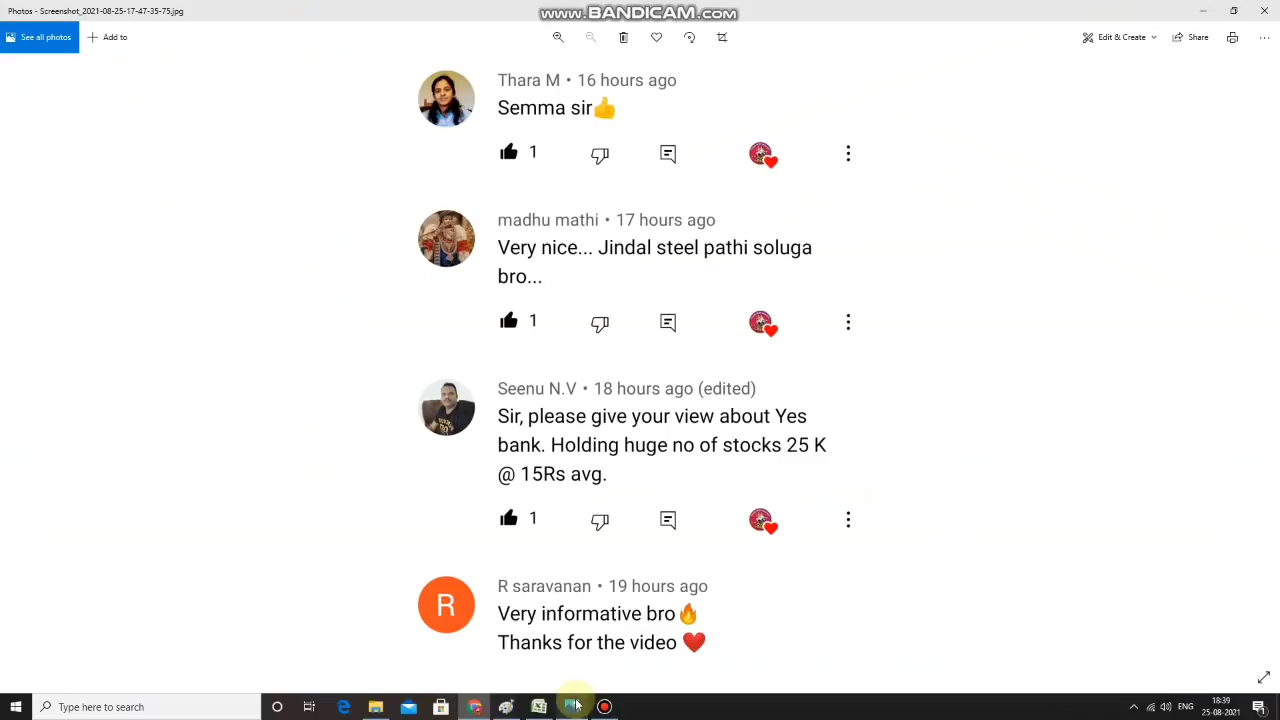 Photos - Screenshot_2021-08-25-17-47-35-75.jpg
www.BANDICAM.com
See all photos
Add to
Edit & Create
Share
Thara M • 16 hours ago
Semma sir👍
1
madhu mathi • 17 hours ago
Very nice... Jindal steel pathi soluga
bro...
1
Seenu N.V • 18 hours ago (edited)
Sir, please give your view about Yes
bank. Holding huge no of stocks 25 K
@ 15Rs avg.
1
R
R saravanan • 19 hours ago
Very informative bro🔥
Thanks for the video ❤️
Type here to search
ENG
18:39
25-08-2021